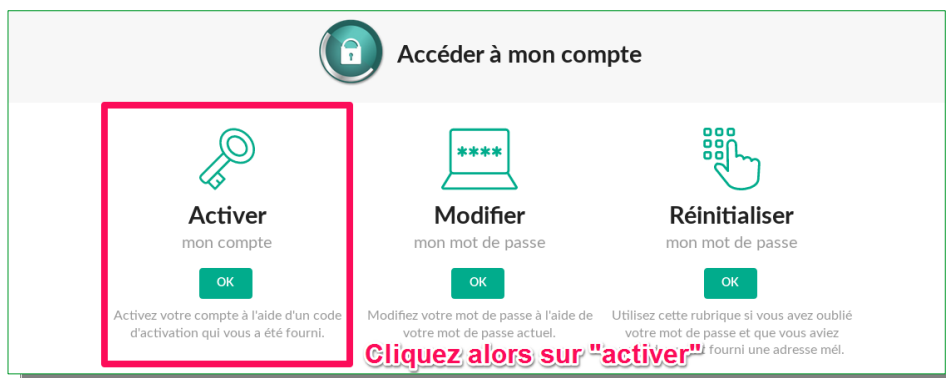 Accéder à mon compte
****
Activer
mon compte
OK
Activez votre compte à l'aide d'un code
d'activation qui vous a été fourni.
Modifier
mon mot de passe
OK
Modifiez votre mot de passe à l'aide de
votre mot de passe actuel.
Réinitialiser
mon mot de passe
OK
Utilisez cette rubrique si vous avez oublié
votre mot de passe et que vous aviez
fourni une adresse mél.
Cliquez alors sur "activer"